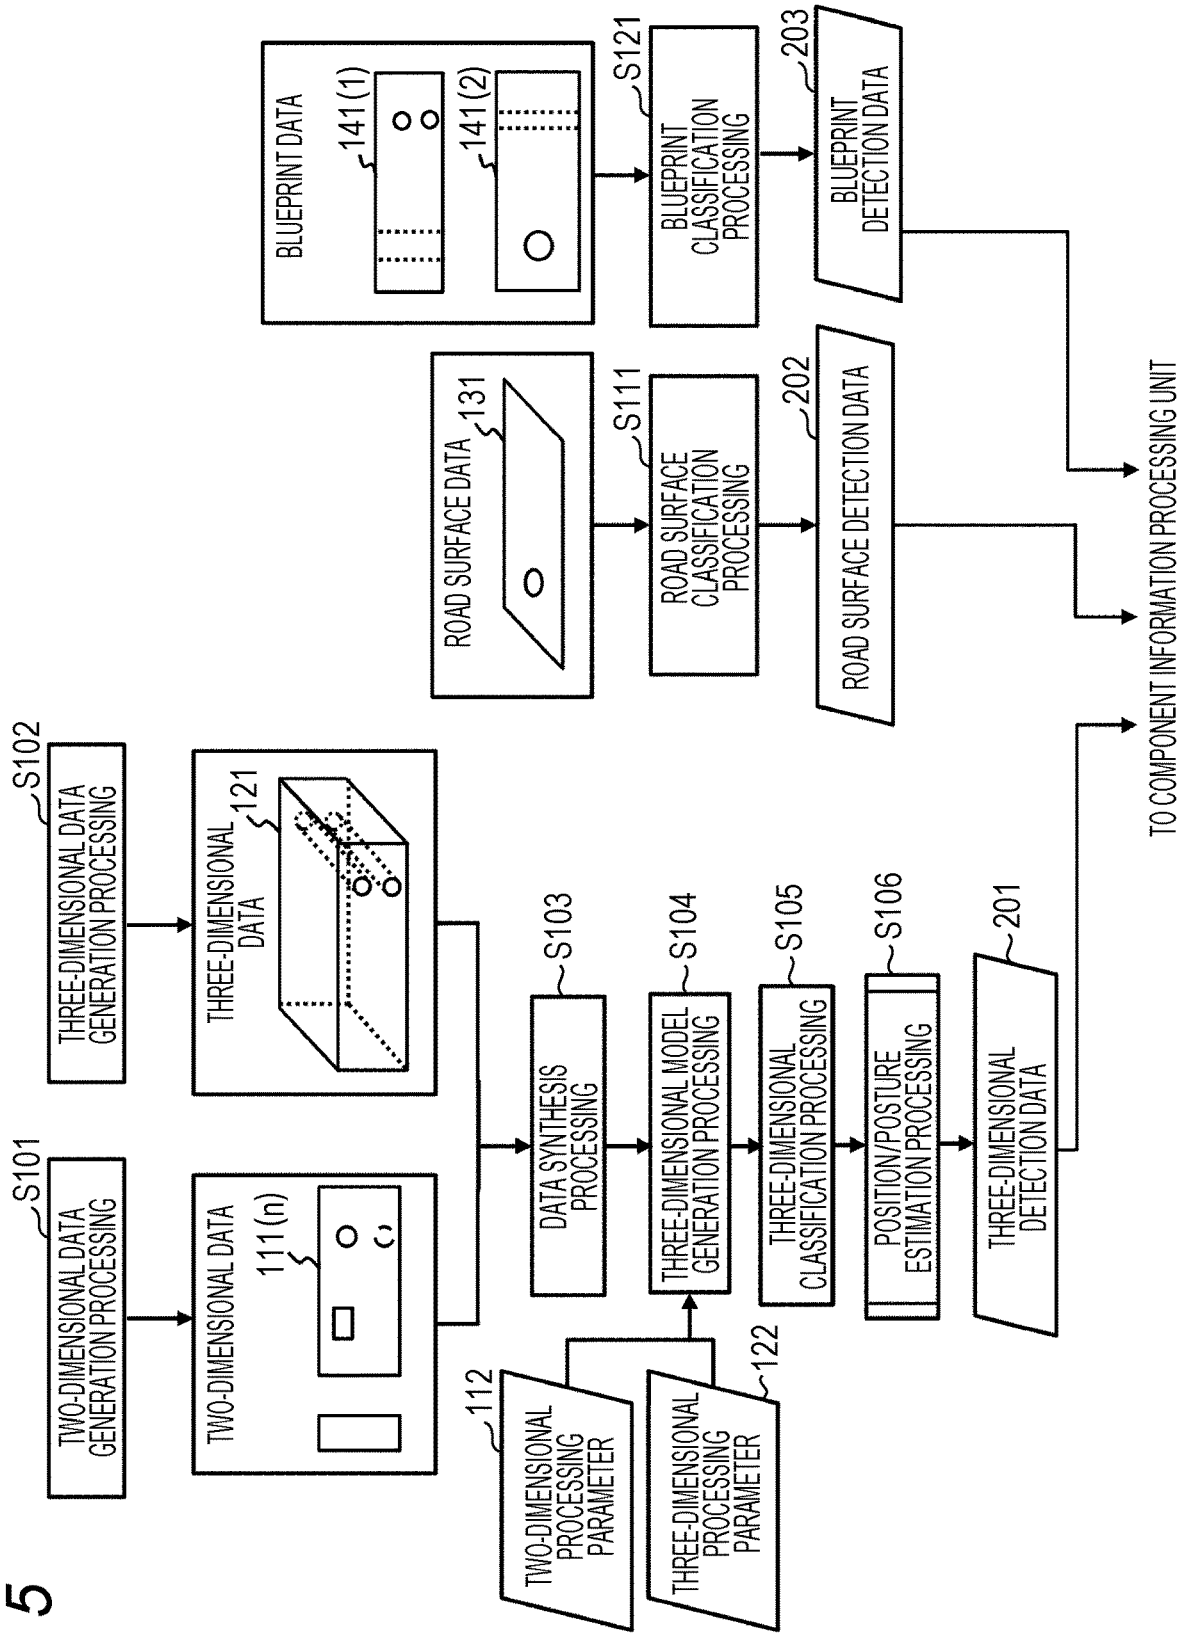 5
S101
TWO-DIMENSIONAL DATA
GENERATION PROCESSING
S102
THREE-DIMENSIONAL DATA
GENERATION PROCESSING
TWO-DIMENSIONAL DATA
111(n)
THREE-DIMENSIONAL
DATA
121
112
TWO-DIMENSIONAL
PROCESSING
PARAMETER
THREE-DIMENSIONAL
PROCESSING
PARAMETER
122
S103
DATA SYNTHESIS
PROCESSING
S104
THREE-DIMENSIONAL MODEL
GENERATION PROCESSING
S105
THREE-DIMENSIONAL
CLASSIFICATION PROCESSING
S106
POSITION/POSTURE
ESTIMATION PROCESSING
201
THREE-DIMENSIONAL
DETECTION DATA
ROAD SURFACE DATA
131
S111
ROAD SURFACE
CLASSIFICATION
PROCESSING
202
ROAD SURFACE DETECTION DATA
BLUEPRINT DATA
141(1)
141(2)
S121
BLUEPRINT
CLASSIFICATION
PROCESSING
203
BLUEPRINT
DETECTION DATA
TO COMPONENT INFORMATION PROCESSING UNIT